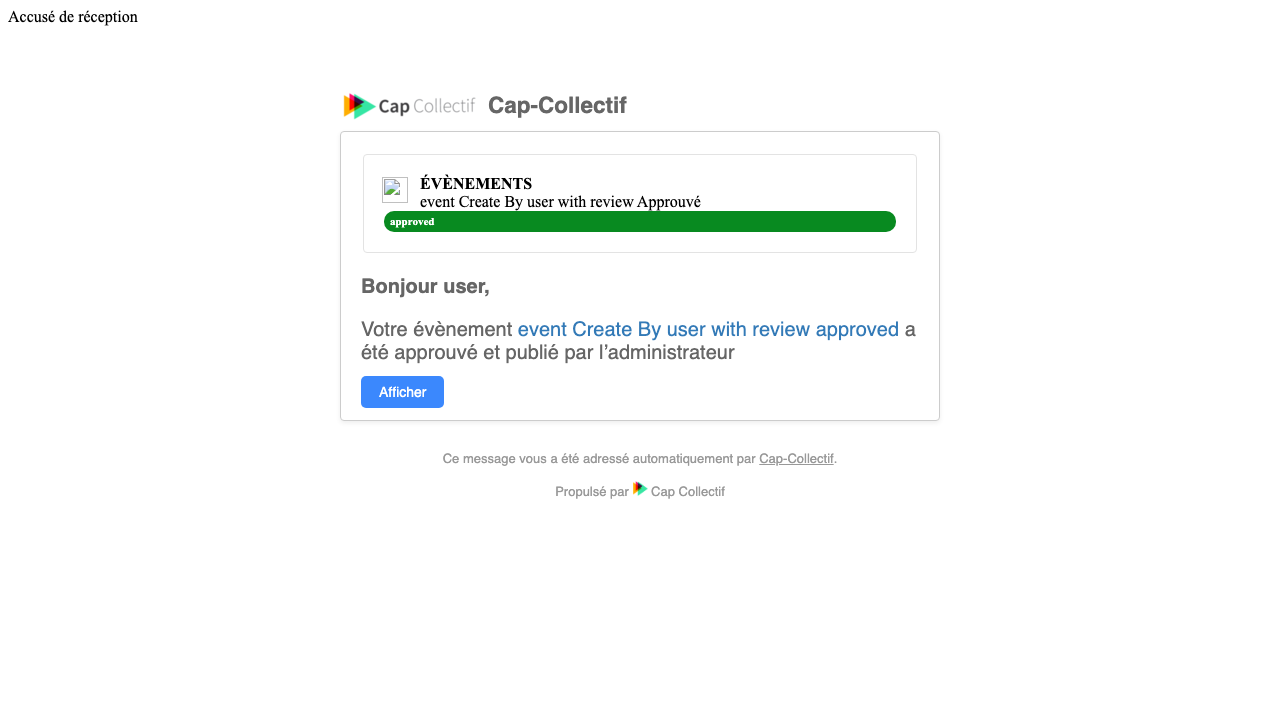 Accusé de réception
Cap Collectif Cap-Collectif
ÉVÈNEMENTS
event Create By user with review Approuvé
approved
Bonjour user,
Votre évènement event Create By user with review approved a
été approuvé et publié par l’administrateur
Afficher
Ce message vous a été adressé automatiquement par Cap-Collectif.
Propulsé par Cap Collectif